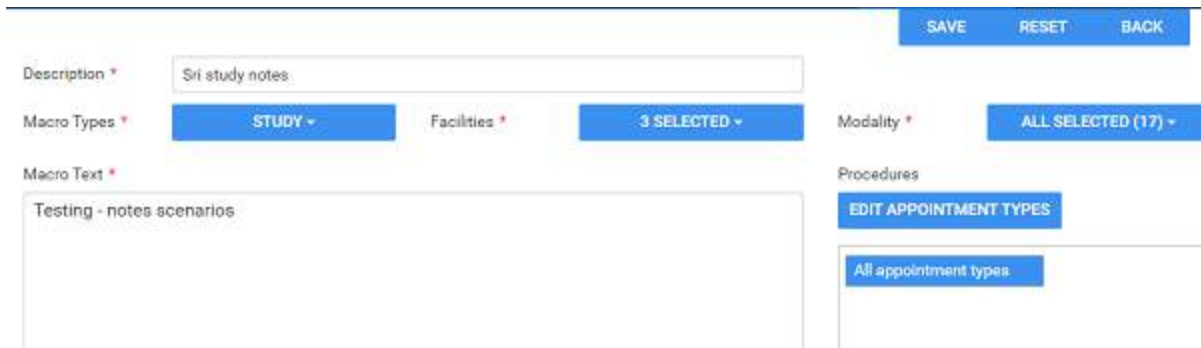 SAVE RESET BACK
Description * Sri study notes
Macro Types * STUDY Facilities * 3 SELECTED Modality * ALL SELECTED (17)
Macro Text * Procedures
Testing - notes scenarios EDIT APPOINTMENT TYPES
All appointment types